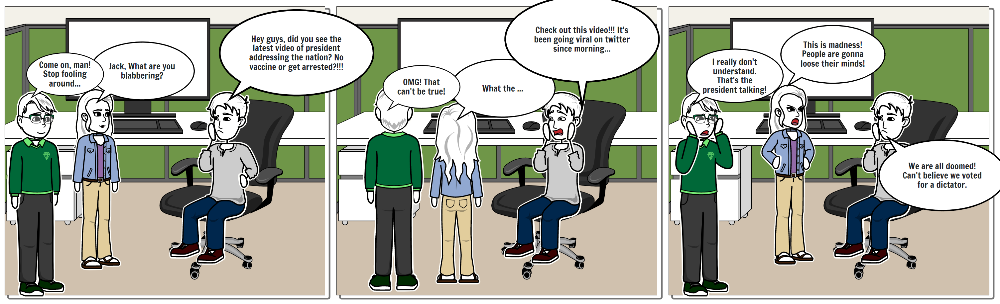 Come on, man!
Stop fooling
around...
Jack, What are you
blabbering?
Hey guys, did you see the
latest video of president
addressing the nation? No
vaccine or get arrested?!!!
OMG! That
can't be true!
What the ...
Check out this video!!! It's
been going viral on twitter
since morning...
I really don't
understand.
That's the
president talking!
This is madness!
People are gonna
loose their minds!
We are all doomed!
Can't believe we voted
for a dictator.